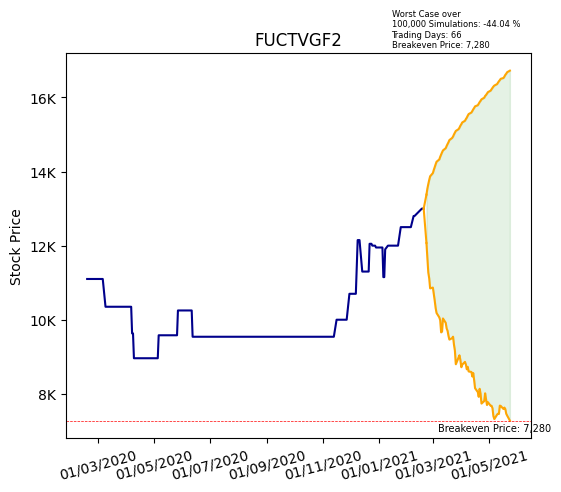 Worst Case over
100,000 Simulations: -44.04 %
Trading Days: 66
Breakeven Price: 7,280
FUCTVGF2
Stock Price
16K
14K
12K
10K
8K
Breakeven Price: 7,280
01/03/2020
01/05/2020
01/07/2020
01/09/2020
01/11/2020
01/01/2021
01/03/2021
01/05/2021